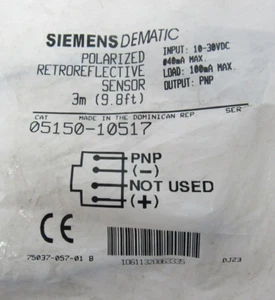 SIEMENS DEMATIC
POLARIZED
RETROREFLECTIVE
SENSOR
3m (9.8ft)
INPUT: 10-30VDC
@40mA MAX.
LOAD: 100mA MAX.
OUTPUT: PNP
CAT MADE IN THE DOMINICAN REP SER
05150-10517
PNP
(-)
NOT USED
(+)
CE
75037-057-01 B
DJ23